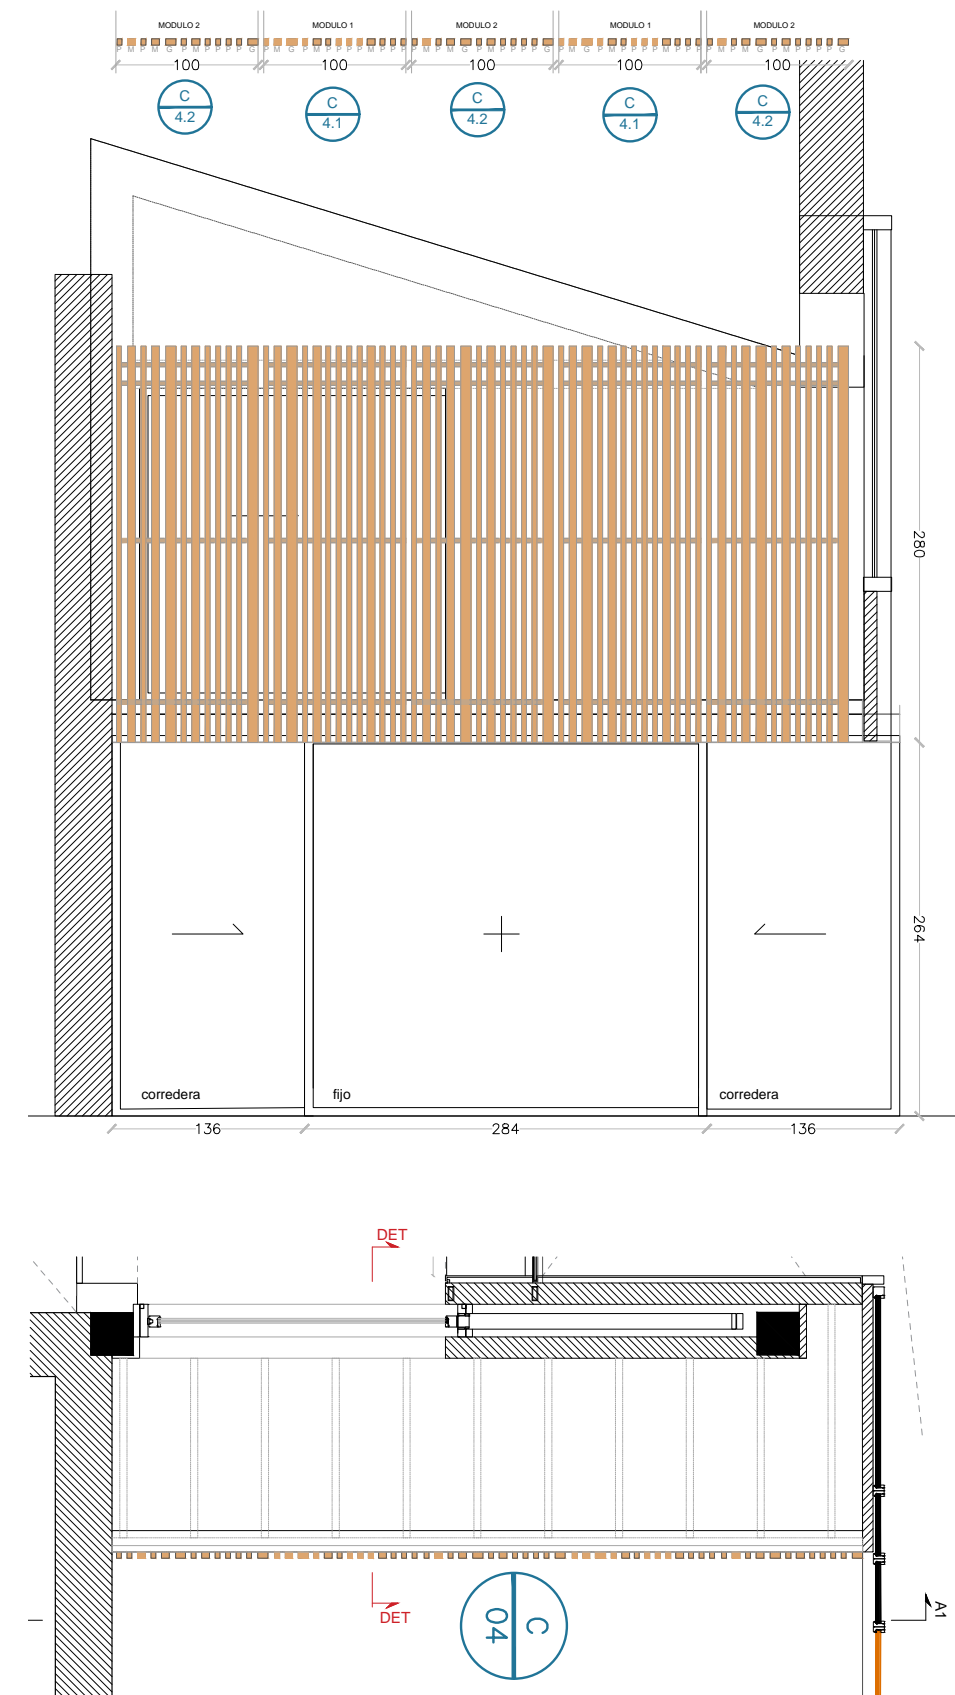 MODULO 2 MODULO 1 MODULO 2 MODULO 1 MODULO 2
100 100 100 100 100
C C C C C
4.2 4.1 4.2 4.1 4.2
280
264
corredera fijo corredera
136 284 136
DET
C
04
DET
A1